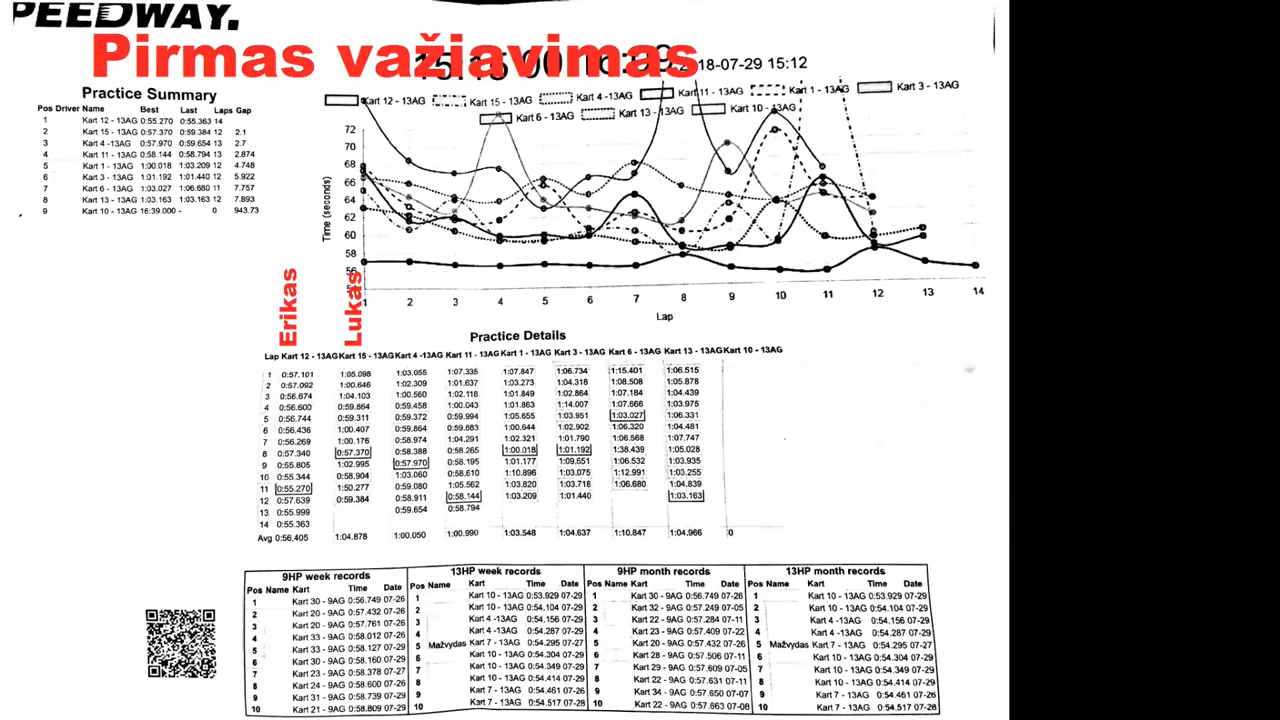 PEEDWAY.
Pirmas važiavimas
18-07-29 15:12
Practice Summary
Pos Driver Name Best Last Laps Gap
1 Kart 12 - 13AG 0:55.270 0:55.363 14
2 Kart 15 - 13AG 0:57.370 0:59.384 12 2.1
3 Kart 4 -13AG 0:57.970 0:59.654 13 2.7
4 Kart 11 - 13AG 0:58.144 0:58.794 13 2.874
5 Kart 1 - 13AG 1:00.018 1:03.209 12 4.748
6 Kart 3 - 13AG 1:01.192 1:01.440 12 5.922
7 Kart 6 - 13AG 1:03.027 1:06.680 11 7.757
8 Kart 13 - 13AG 1:03.163 1:03.163 12 7.893
9 Kart 10 - 13AG 16:39.000 - 0 943.73
Kart 12 - 13AG Kart 15 - 13AG Kart 4 -13AG Kart 11 - 13AG Kart 1 - 13AG Kart 3 - 13AG
Kart 6 - 13AG Kart 13 - 13AG Kart 10 - 13AG
Time (seconds)
72
70
68
66
64
62
60
58
56
1 2 3 4 5 6 7 8 9 10 11 12 13 14
Lap
Erikas
Lukas
Practice Details
Lap Kart 12 - 13AG Kart 15 - 13AG Kart 4 -13AG Kart 11 - 13AG Kart 1 - 13AG Kart 3 - 13AG Kart 6 - 13AG Kart 13 - 13AG Kart 10 - 13AG
1 0:57.101 1:05.098 1:03.055 1:07.335 1:07.847 1:06.734 1:15.401 1:06.515
2 0:57.092 1:00.646 1:02.309 1:01.637 1:03.273 1:04.318 1:08.508 1:05.878
3 0:56.674 1:04.103 1:00.560 1:02.118 1:01.849 1:02.864 1:07.184 1:04.439
4 0:56.600 0:59.864 0:59.458 1:00.043 1:01.863 1:14.007 1:07.666 1:03.975
5 0:56.744 0:59.311 0:59.372 0:59.994 1:05.655 1:03.951 1:03.027 1:06.331
6 0:56.436 1:00.407 0:59.864 0:59.883 1:00.644 1:02.902 1:06.320 1:04.481
7 0:56.269 1:00.176 0:58.974 1:04.291 1:02.321 1:01.790 1:06.568 1:07.747
8 0:57.340 0:57.370 0:58.388 0:58.265 1:00.018 1:01.192 1:38.439 1:05.028
9 0:55.805 1:02.995 0:57.970 0:58.195 1:01.177 1:09.651 1:06.532 1:03.935
10 0:55.344 0:58.904 1:03.060 0:58.610 1:10.896 1:03.075 1:12.991 1:03.255
11 0:55.270 1:50.277 0:59.080 1:05.562 1:03.820 1:03.718 1:06.680 1:04.839
12 0:57.639 0:59.384 0:58.911 0:58.144 1:03.209 1:01.440 1:03.163
13 0:55.999 0:59.654 0:58.794
14 0:55.363
Avg 0:56.405 1:04.878 1:00.050 1:00.990 1:03.548 1:04.637 1:10.847 1:04.966 0
9HP week records
Pos Name Kart Time Date
1 Kart 30 - 9AG 0:56.749 07-26
2 Kart 20 - 9AG 0:57.432 07-26
3 Kart 20 - 9AG 0:57.761 07-26
4 Kart 33 - 9AG 0:58.012 07-26
5 Kart 33 - 9AG 0:58.127 07-29
6 Kart 30 - 9AG 0:58.160 07-29
7 Kart 23 - 9AG 0:58.378 07-27
8 Kart 24 - 9AG 0:58.600 07-26
9 Kart 31 - 9AG 0:58.739 07-29
10 Kart 21 - 9AG 0:58.809 07-29
13HP week records
Pos Name Kart Time Date
1 Kart 10 - 13AG 0:53.929 07-29
2 Kart 10 - 13AG 0:54.104 07-29
3 Kart 4 -13AG 0:54.156 07-29
4 Kart 4 -13AG 0:54.287 07-29
5 Mažvydas Kart 7 - 13AG 0:54.295 07-27
6 Kart 10 - 13AG 0:54.304 07-29
7 Kart 10 - 13AG 0:54.349 07-29
8 Kart 10 - 13AG 0:54.414 07-29
9 Kart 7 - 13AG 0:54.461 07-26
10 Kart 7 - 13AG 0:54.517 07-28
9HP month records
Pos Name Kart Time Date
1 Kart 30 - 9AG 0:56.749 07-26
2 Kart 32 - 9AG 0:57.249 07-05
3 Kart 22 - 9AG 0:57.284 07-11
4 Kart 23 - 9AG 0:57.409 07-22
5 Kart 20 - 9AG 0:57.432 07-26
6 Kart 28 - 9AG 0:57.506 07-11
7 Kart 29 - 9AG 0:57.609 07-05
8 Kart 22 - 9AG 0:57.631 07-11
9 Kart 34 - 9AG 0:57.650 07-07
10 Kart 22 - 9AG 0:57.663 07-08
13HP month records
Pos Name Kart Time Date
1 Kart 10 - 13AG 0:53.929 07-29
2 Kart 10 - 13AG 0:54.104 07-29
3 Kart 4 -13AG 0:54.156 07-29
4 Kart 4 -13AG 0:54.287 07-29
5 Mažvydas Kart 7 - 13AG 0:54.295 07-27
6 Kart 10 - 13AG 0:54.304 07-29
7 Kart 10 - 13AG 0:54.349 07-29
8 Kart 10 - 13AG 0:54.414 07-29
9 Kart 7 - 13AG 0:54.461 07-26
10 Kart 7 - 13AG 0:54.517 07-28